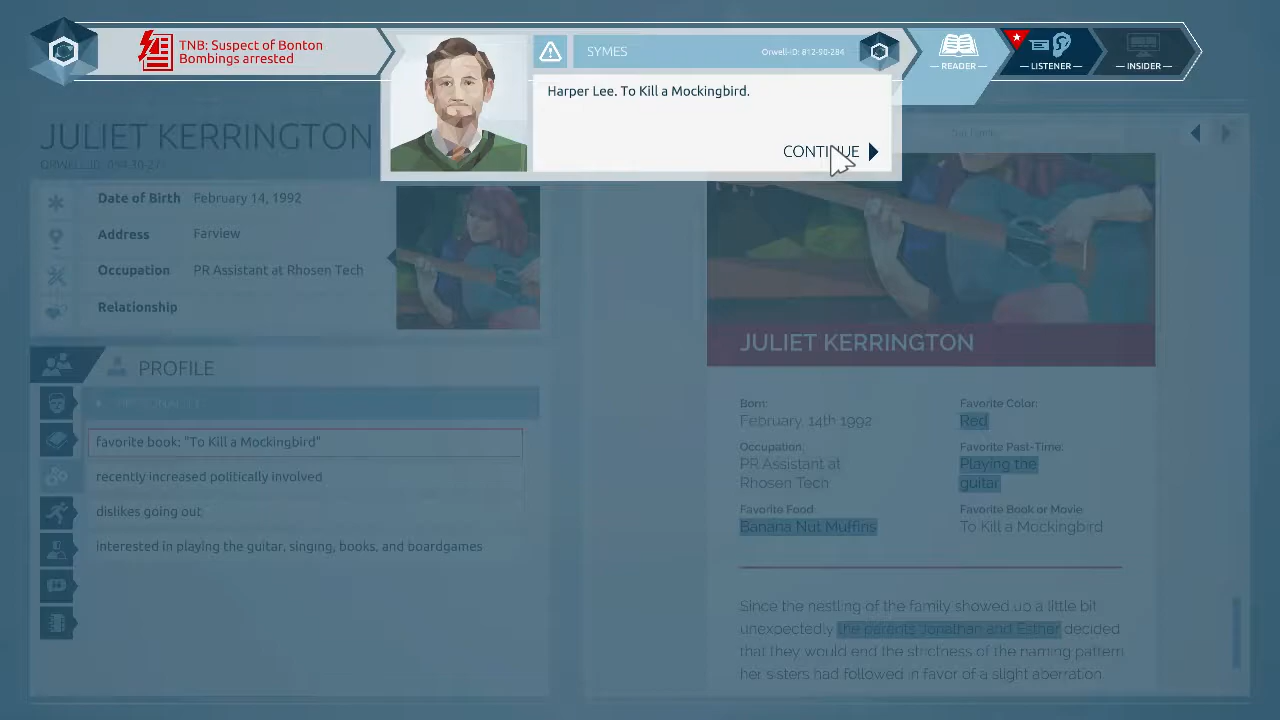 TNB: Suspect of Bonton
Bombings arrested
SYMES
Orwell-ID: 812-90-284
Harper Lee. To Kill a Mockingbird.
CONTINUE
READER
LISTENER
INSIDER
JULIET KERRINGTON
Date of Birth February 14, 1992
Address Farview
Occupation PR Assistant at Rhosen Tech
Relationship
PROFILE
favorite book: "To Kill a Mockingbird"
recently increased politically involved
dislikes going out
interested in playing the guitar, singing, books, and boardgames
JULIET KERRINGTON
Born:
February, 14th 1992
Occupation:
PR Assistant at
Rhosen Tech
Favorite Food:
Banana Nut Muffins
Favorite Color:
Red
Favorite Past-Time:
Playing the
guitar
Favorite Book or Movie:
To Kill a Mockingbird
Since the nestling of the family showed up a little bit
unexpectedly the parents Jonathan and Esther decided
that they would end the strictness of the naming pattern
her sisters had followed in favor of a slight aberration.